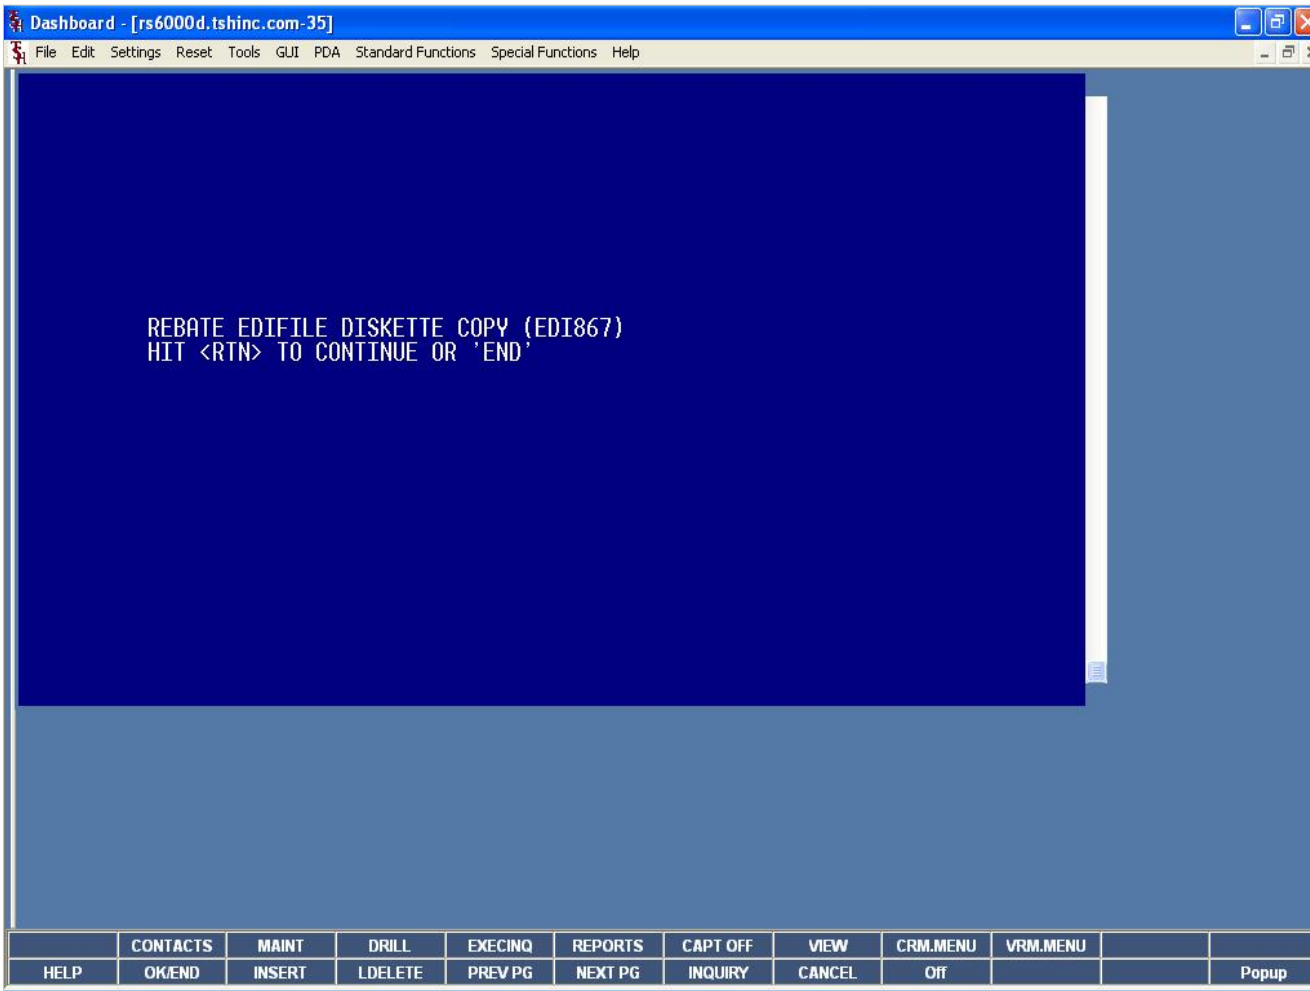 Dashboard - [rs6000d.tshinc.com-35]
File Edit Settings Reset Tools GUI PDA Standard Functions Special Functions Help
REBATE EDIFILE DISKETTE COPY (EDI867)
HIT <RTN> TO CONTINUE OR 'END'
CONTACTS MAINT DRILL EXECINQ REPORTS CAPT OFF VIEW CRM.MENU VRM.MENU
HELP OK/END INSERT LDELETE PREV PG NEXT PG INQUIRY CANCEL Off Popup